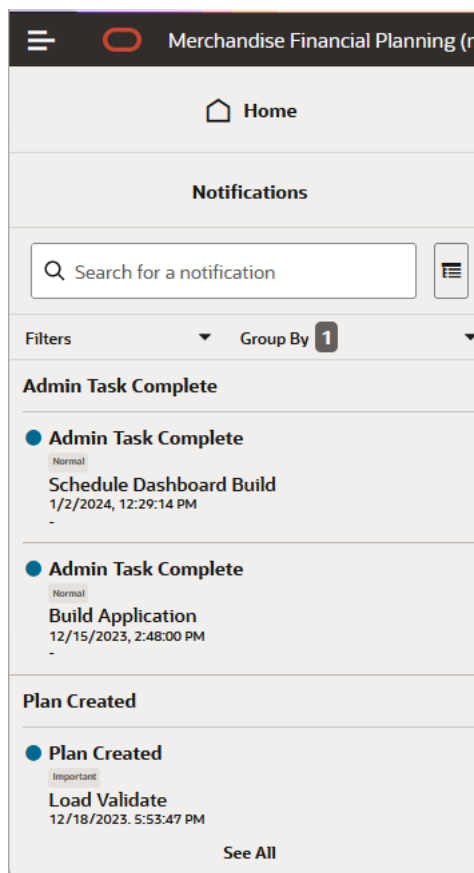 Merchandise Financial Planning (
Home
Notifications
Search for a notification
Filters
Group By 1
Admin Task Complete
Admin Task Complete
Normal
Schedule Dashboard Build
1/2/2024, 12:29:14 PM
-
Admin Task Complete
Normal
Build Application
12/15/2023, 2:48:00 PM
-
Plan Created
Plan Created
Important
Load Validate
12/18/2023. 5:53:47 PM
See All